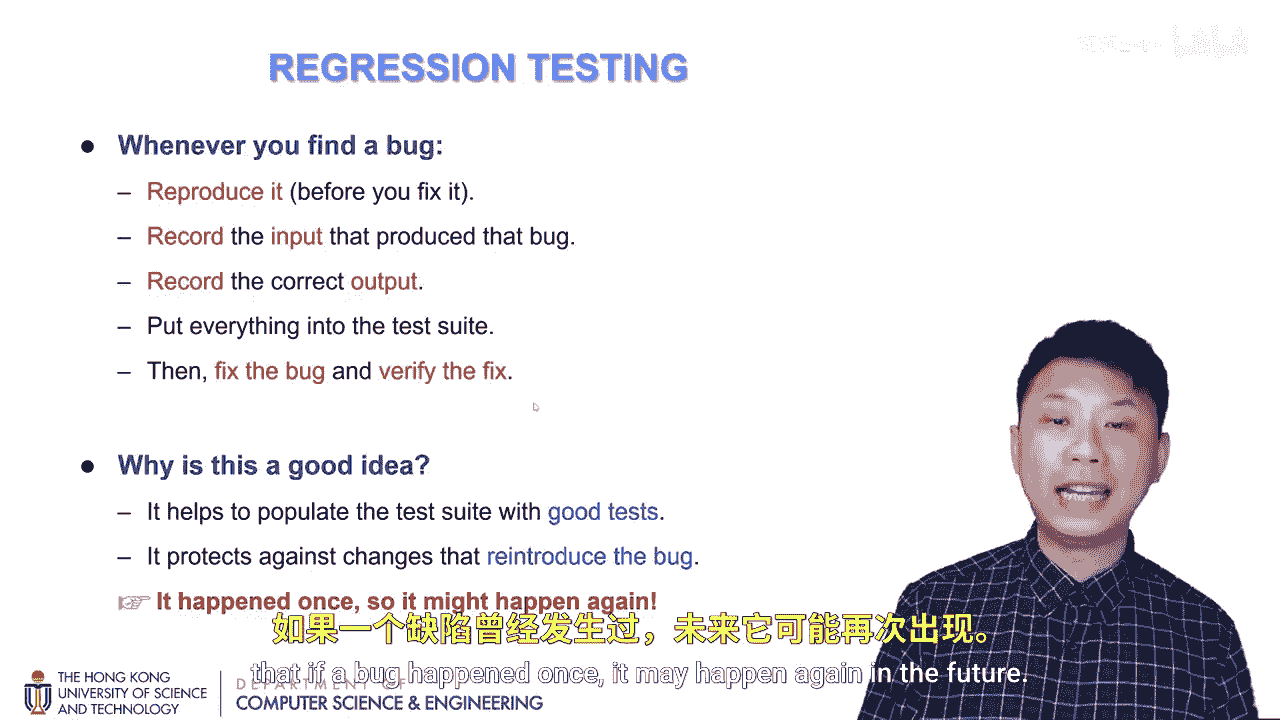 REGRESSION TESTING
● Whenever you find a bug:
– Reproduce it (before you fix it).
– Record the input that produced that bug.
– Record the correct output.
– Put everything into the test suite.
– Then, fix the bug and verify the fix.
● Why is this a good idea?
– It helps to populate the test suite with good tests.
– It protects against changes that reintroduce the bug.
☞ It happened once, so it might happen again!
如果一个缺陷曾经发生过，未来它可能再次出现。
that if a bug happened once, it may happen again in the future.
THE HONG KONG
UNIVERSITY OF SCIENCE
AND TECHNOLOGY
DEPARTMENT OF
COMPUTER SCIENCE & ENGINEERING